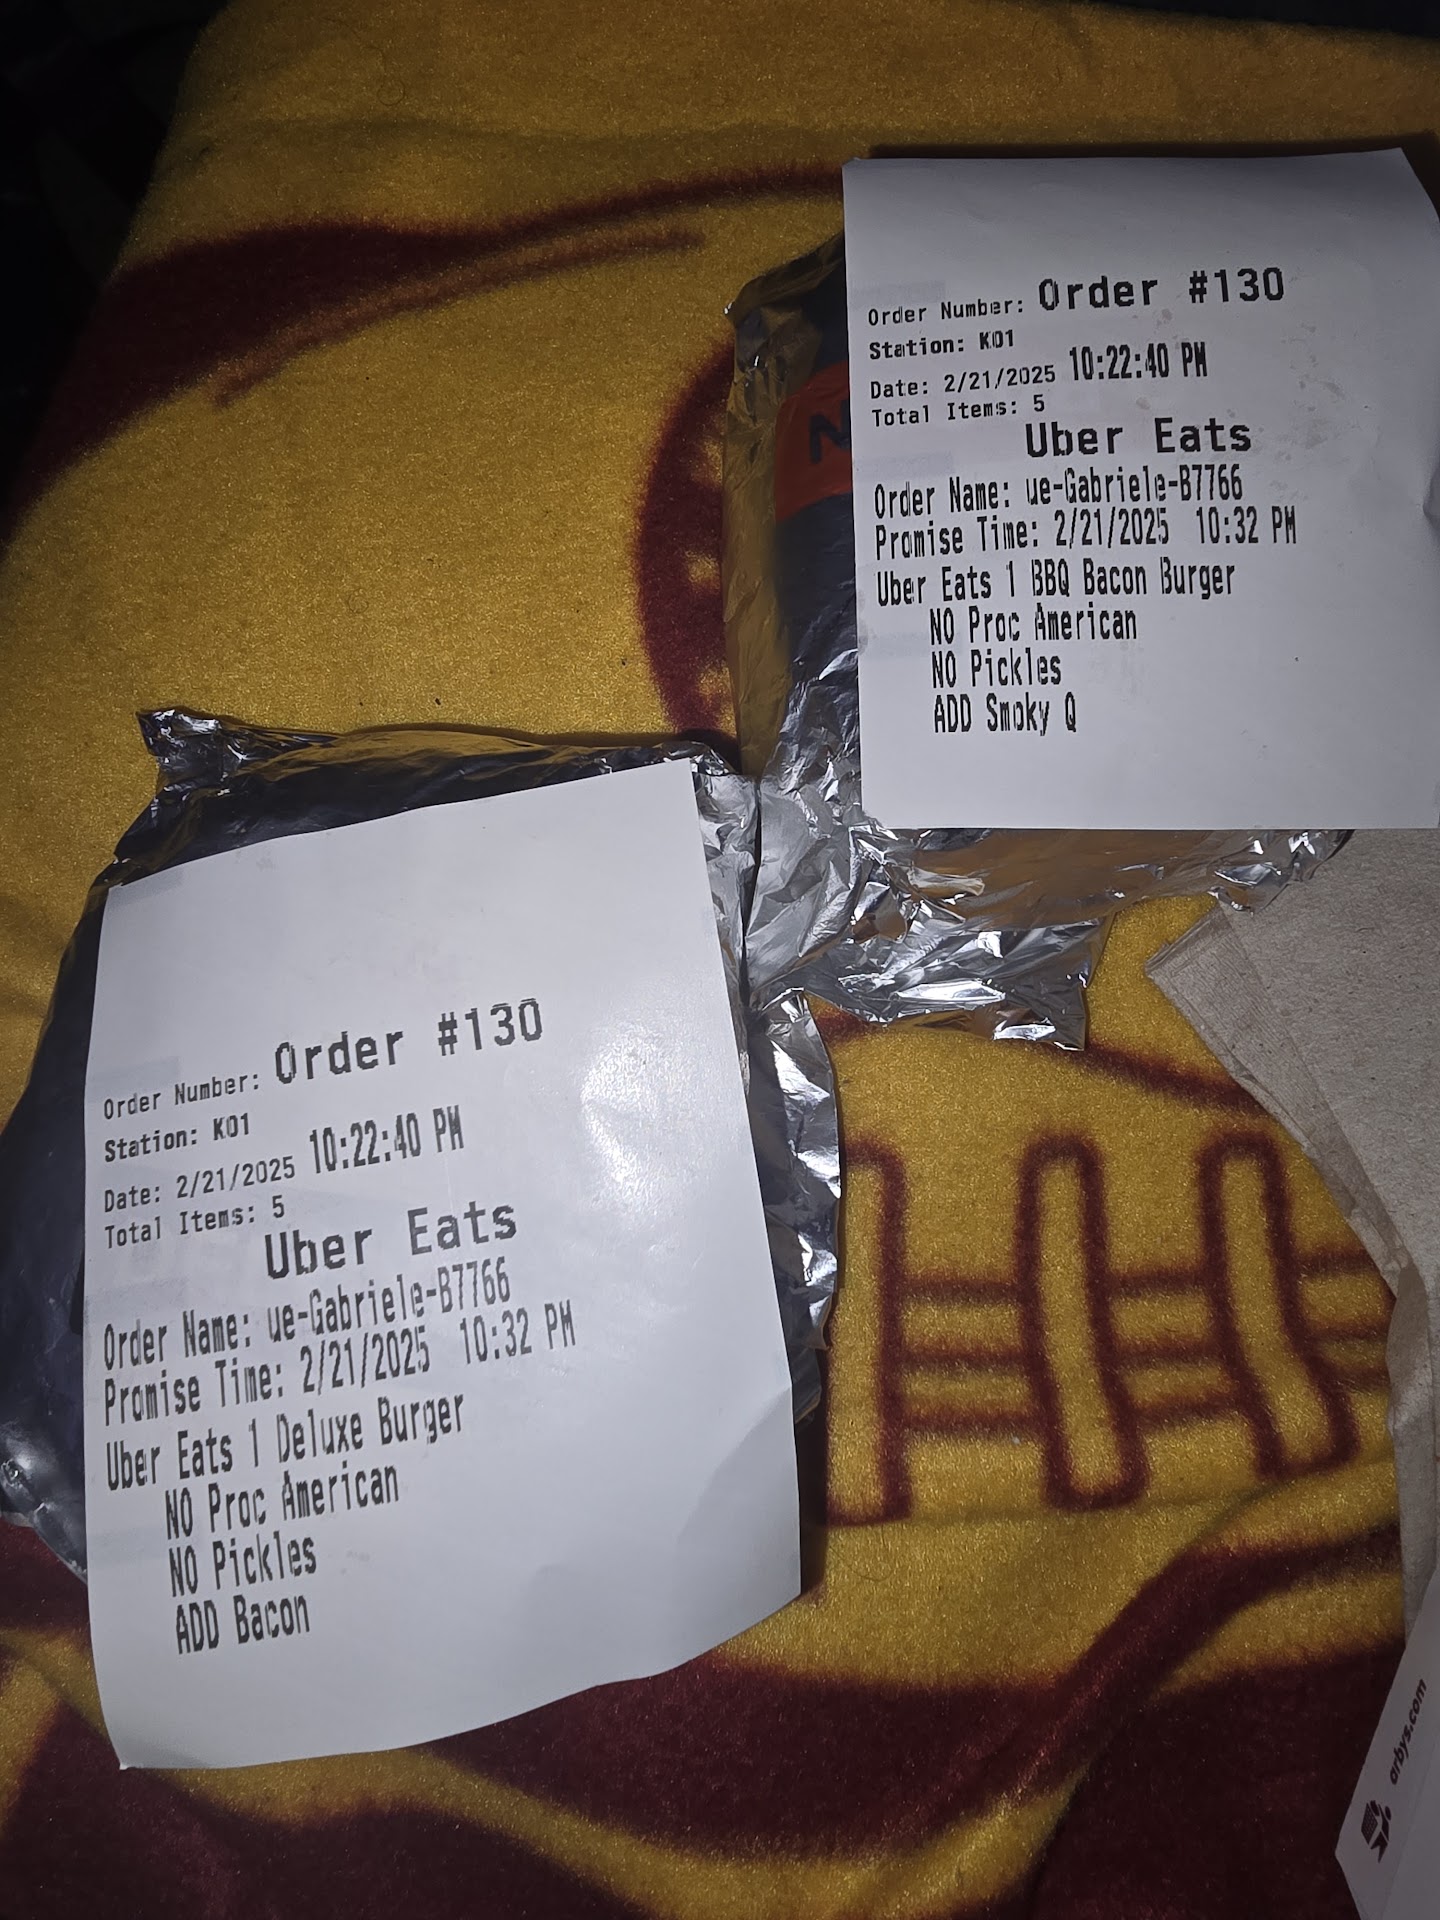 Order Number: Order #130
Station: K01
Date: 2/21/2025 10:22:40 PM
Total Items: 5
Uber Eats
Order Name: ue-Gabriele-B7766
Promise Time: 2/21/2025 10:32 PM
Uber Eats 1 BBQ Bacon Burger
NO Proc American
NO Pickles
ADD Smoky Q
Order Number: Order #130
Station: K01
Date: 2/21/2025 10:22:40 PM
Total Items: 5
Uber Eats
Order Name: ue-Gabriele-B7766
Promise Time: 2/21/2025 10:32 PM
Uber Eats 1 Deluxe Burger
NO Proc American
NO Pickles
ADD Bacon
arbys.com